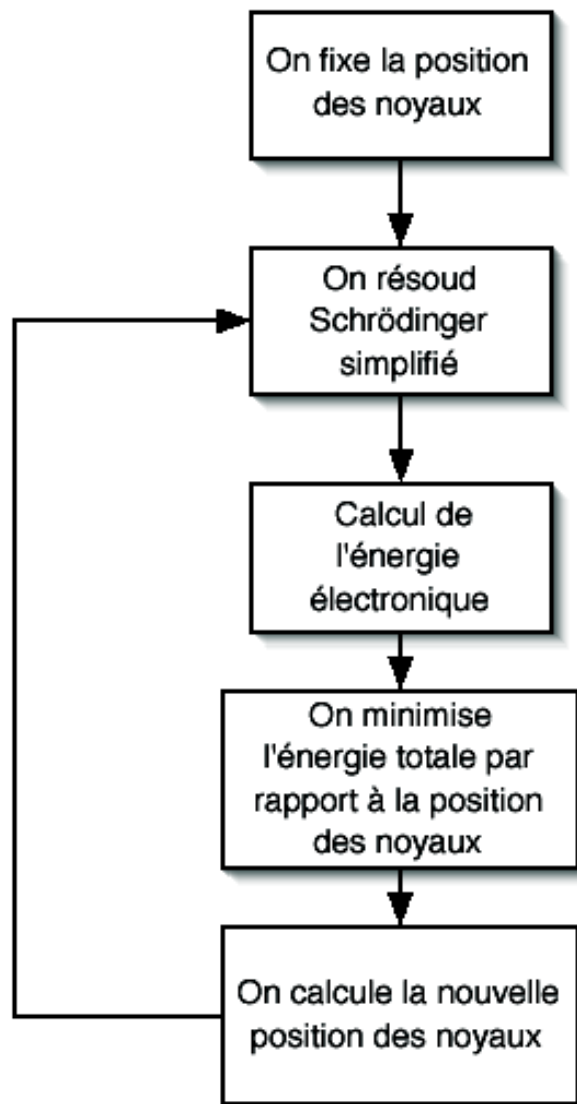 On fixe la position
des noyaux
On résoud
Schrödinger
simplifié
Calcul de
l'énergie
électronique
On minimise
l'énergie totale par
rapport à la position
des noyaux
On calcule la nouvelle
position des noyaux